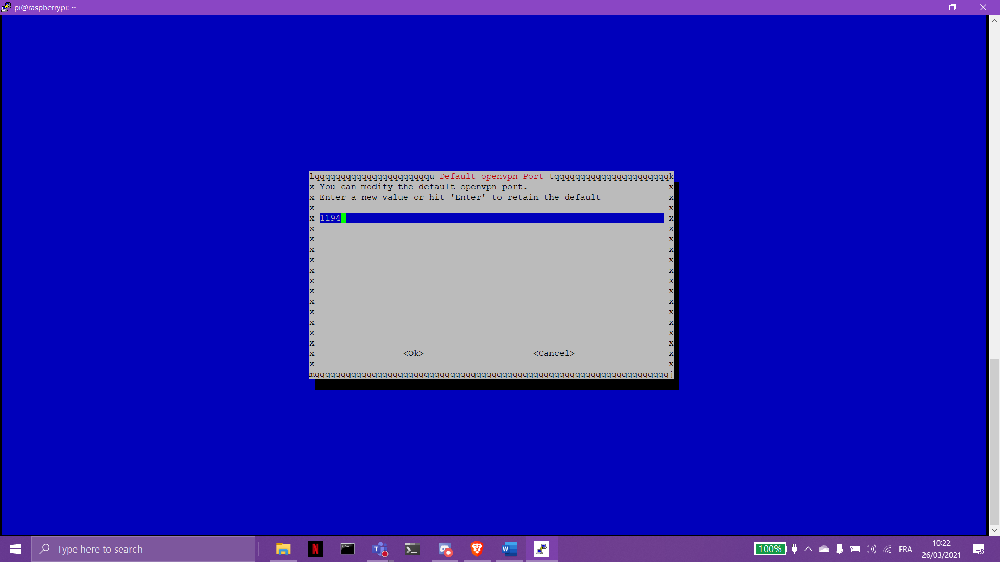 pi@raspberrypi: ~
lqqqqqqqqqqqqqqqqqqqqqqu Default openvpn Port tqqqqqqqqqqqqqqqqqqqqqqk
x You can modify the default openvpn port. x
x Enter a new value or hit 'Enter' to retain the default x
x x
x 1194 x
x x
x x
x x
x x
x x
x x
x x
x x
x x
x x
x x
x x
x <Ok> <Cancel> x
x x
mqqqqqqqqqqqqqqqqqqqqqqqqqqqqqqqqqqqqqqqqqqqqqqqqqqqqqqqqqqqqqqqqqqqqj
Type here to search
N
T
W
100%
FRA
10:22
26/03/2021